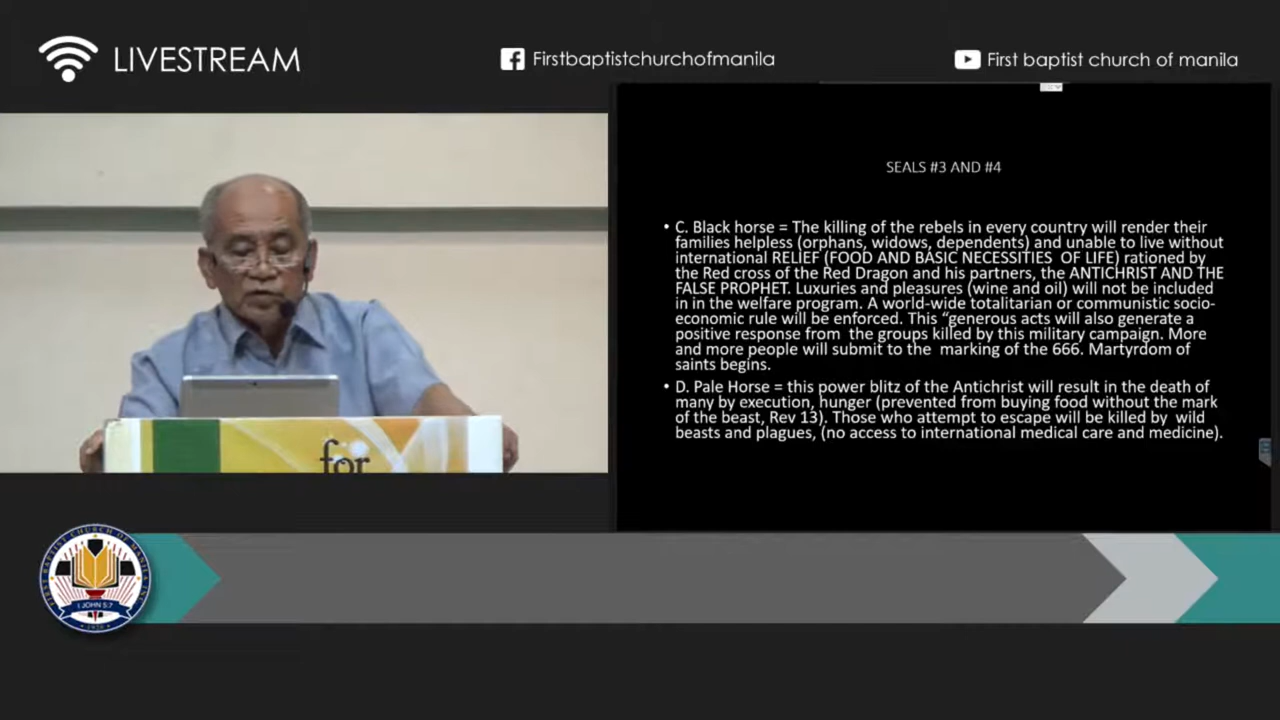 LIVESTREAM
Firstbaptistchurchofmanila
First baptist church of manila
SEALS #3 AND #4
• C. Black horse = The killing of the rebels in every country will render their
families helpless (orphans, widows, dependents) and unable to live without
international RELIEF (FOOD AND BASIC NECESSITIES OF LIFE) rationed by
the Red cross of the Red Dragon and his partners, the ANTICHRIST AND THE
FALSE PROPHET. Luxuries and pleasures (wine and oil) will not be included
in in the welfare program. A world-wide totalitarian or communistic socio-
economic rule will be enforced. This “generous acts will also generate a
positive response from the groups killed by this military campaign. More
and more people will submit to the marking of the 666. Martyrdom of
saints begins.
• D. Pale Horse = this power blitz of the Antichrist will result in the death of
many by execution, hunger (prevented from buying food without the mark
of the beast, Rev 13). Those who attempt to escape will be killed by wild
beasts and plagues, (no access to international medical care and medicine).
for
FIRST BAPTIST CHURCH OF MANILA INC.
I JOHN 5:7